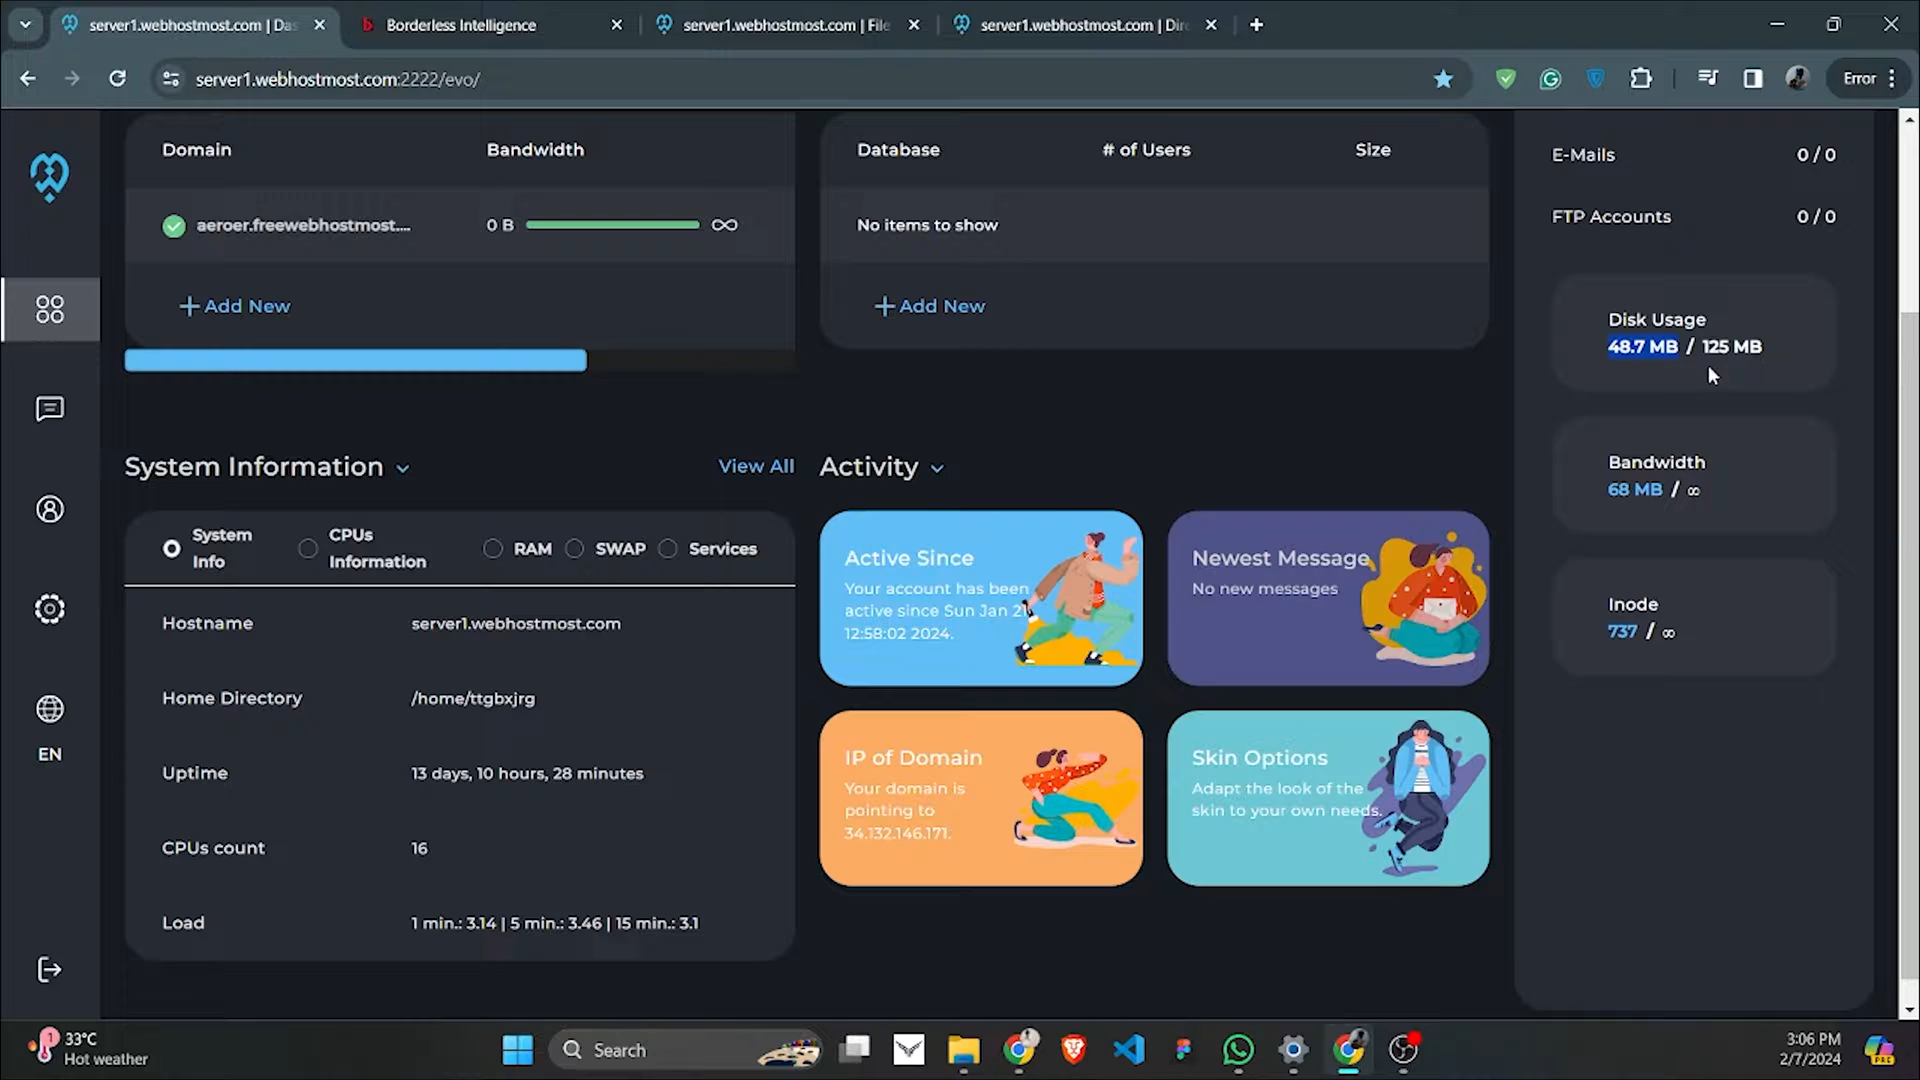 server1.webhostmost.com | Das
Borderless Intelligence
server1.webhostmost.com | File
server1.webhostmost.com | Dire
server1.webhostmost.com:2222/evo/
Error
Domain
Bandwidth
aeroer.freewebhostmost....
0 B
∞
+ Add New
Database
# of Users
Size
No items to show
+ Add New
E-Mails
0 / 0
FTP Accounts
0 / 0
Disk Usage
48.7 MB / 125 MB
Bandwidth
68 MB / ∞
Inode
737 / ∞
System Information
View All
System Info
CPUs Information
RAM
SWAP
Services
Hostname
server1.webhostmost.com
Home Directory
/home/ttgbxjrg
Uptime
13 days, 10 hours, 28 minutes
CPUs count
16
Load
1 min.: 3.14 | 5 min.: 3.46 | 15 min.: 3.1
Activity
Active Since
Your account has been
active since Sun Jan
12:58:02 2024.
Newest Message
No new messages
IP of Domain
Your domain is
pointing to
34.132.146.171.
Skin Options
Adapt the look of the
skin to your own needs.
EN
1
33°C
Hot weather
Search
3:06 PM
2/7/2024
PRE